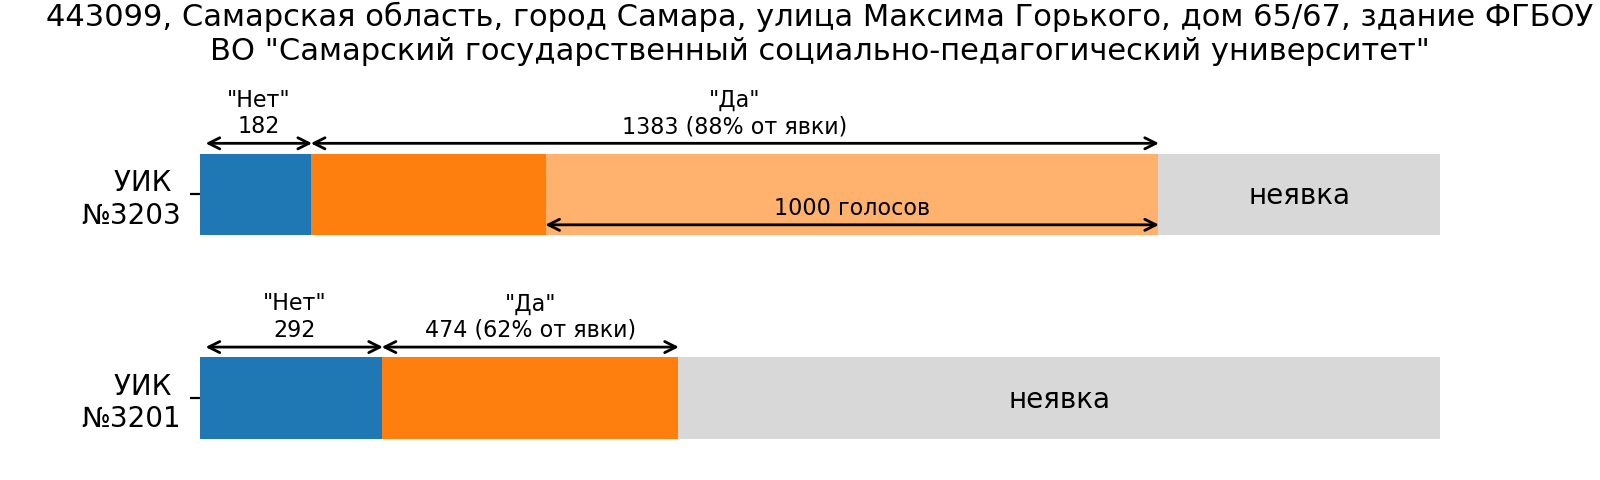 443099, Самарская область, город Самара, улица Максима Горького, дом 65/67, здание ФГБОУ
ВО "Самарский государственный социально-педагогический университет"
"Нет"
182
"Да"
1383 (88% от явки)
УИК
№3203
1000 голосов
неявка
"Нет"
292
"Да"
474 (62% от явки)
УИК
№3201
неявка